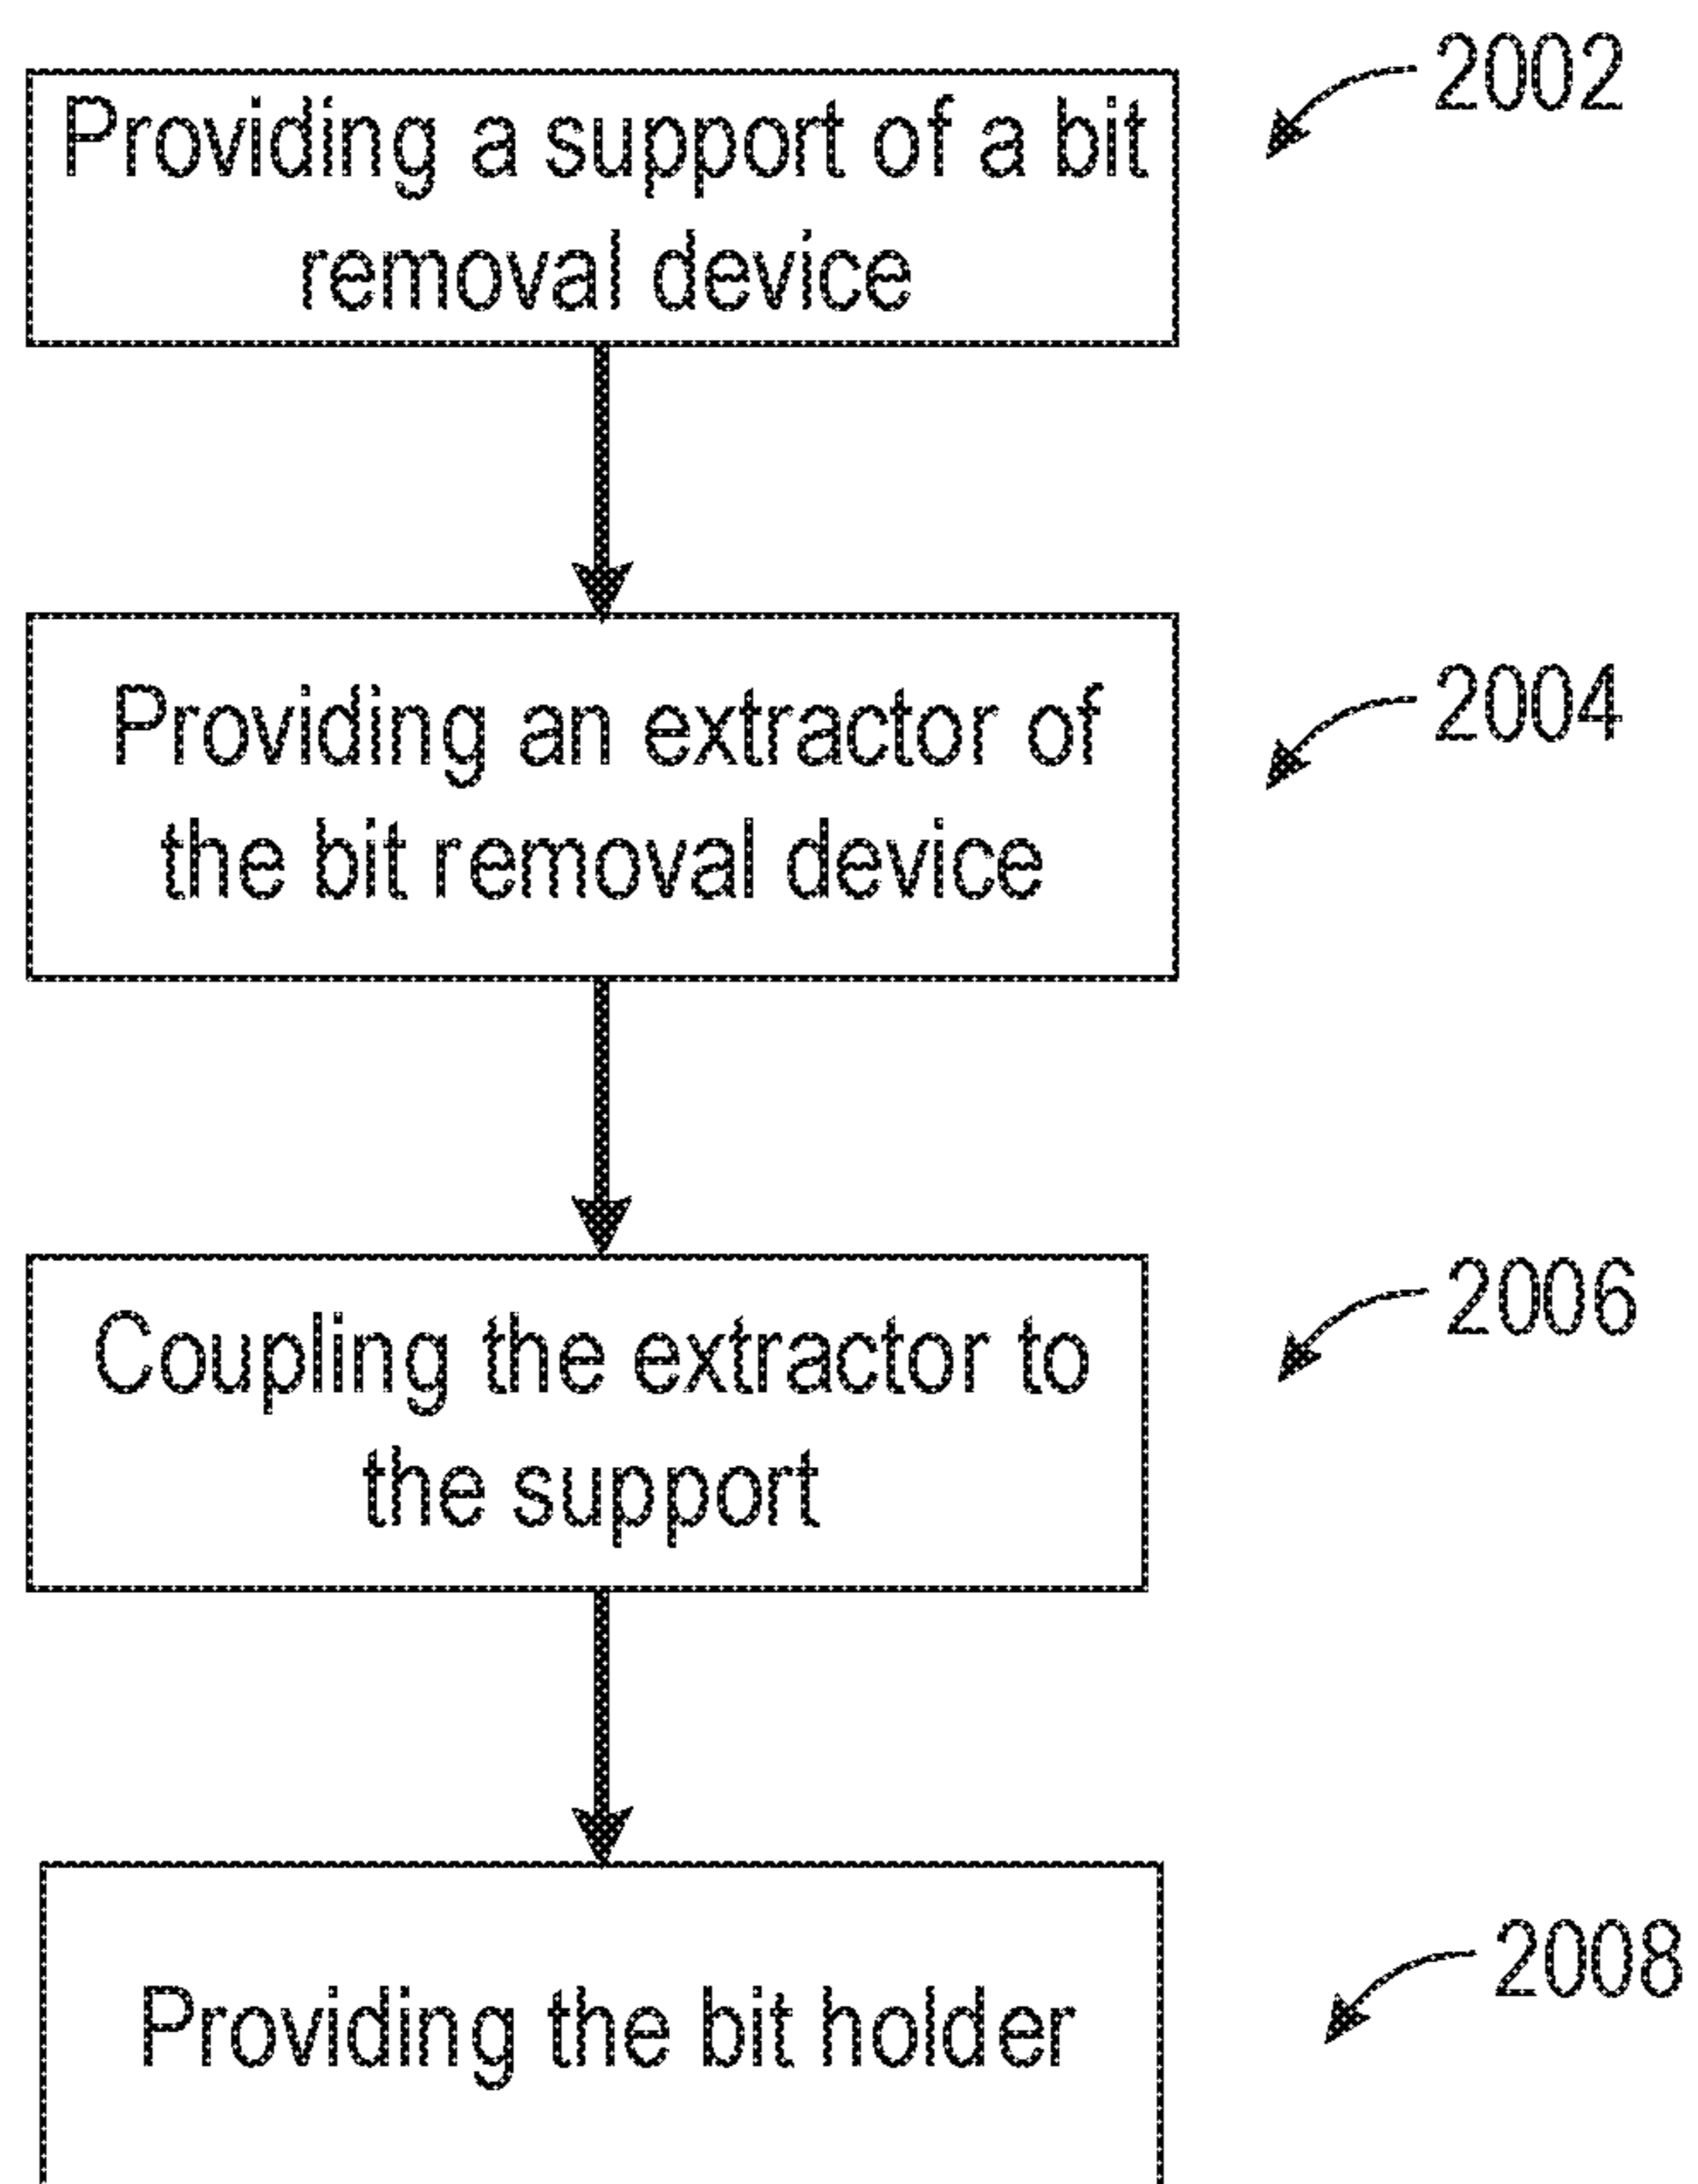 2002
Providing a support of a bit
removal device
2004
Providing an extractor of
the bit removal device
2006
Coupling the extractor to
the support
2008
Providing the bit holder